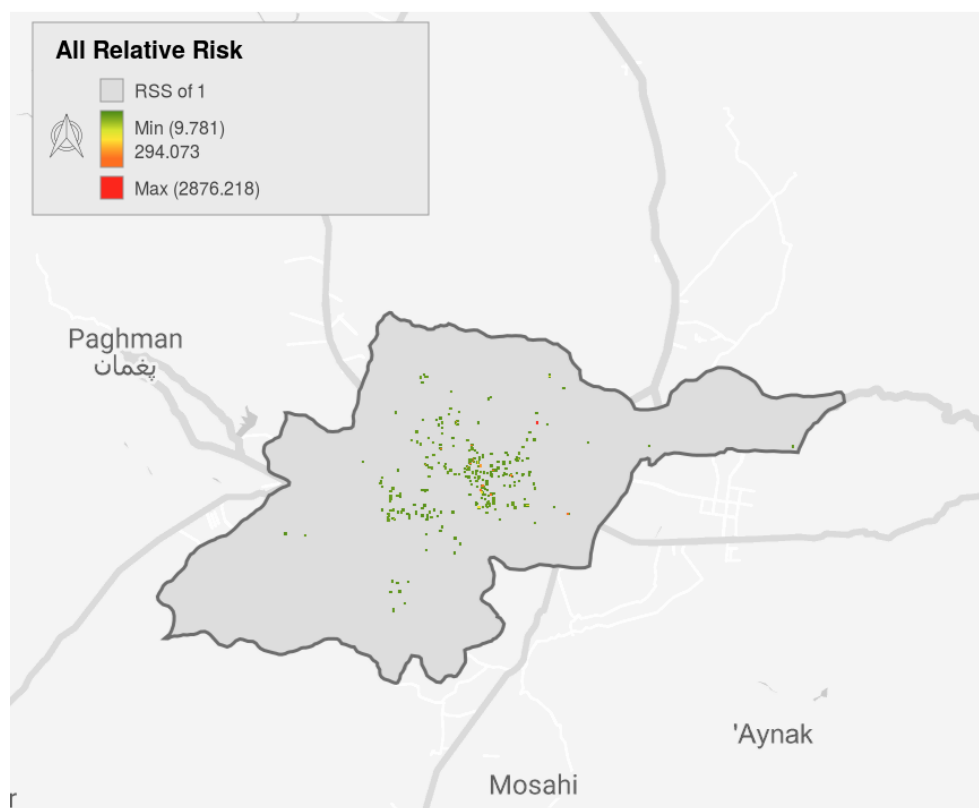 All Relative Risk
RSS of 1
Min (9.781)
294.073
Max (2876.218)
Paghman
پغمان
'Aynak
Mosahi
r